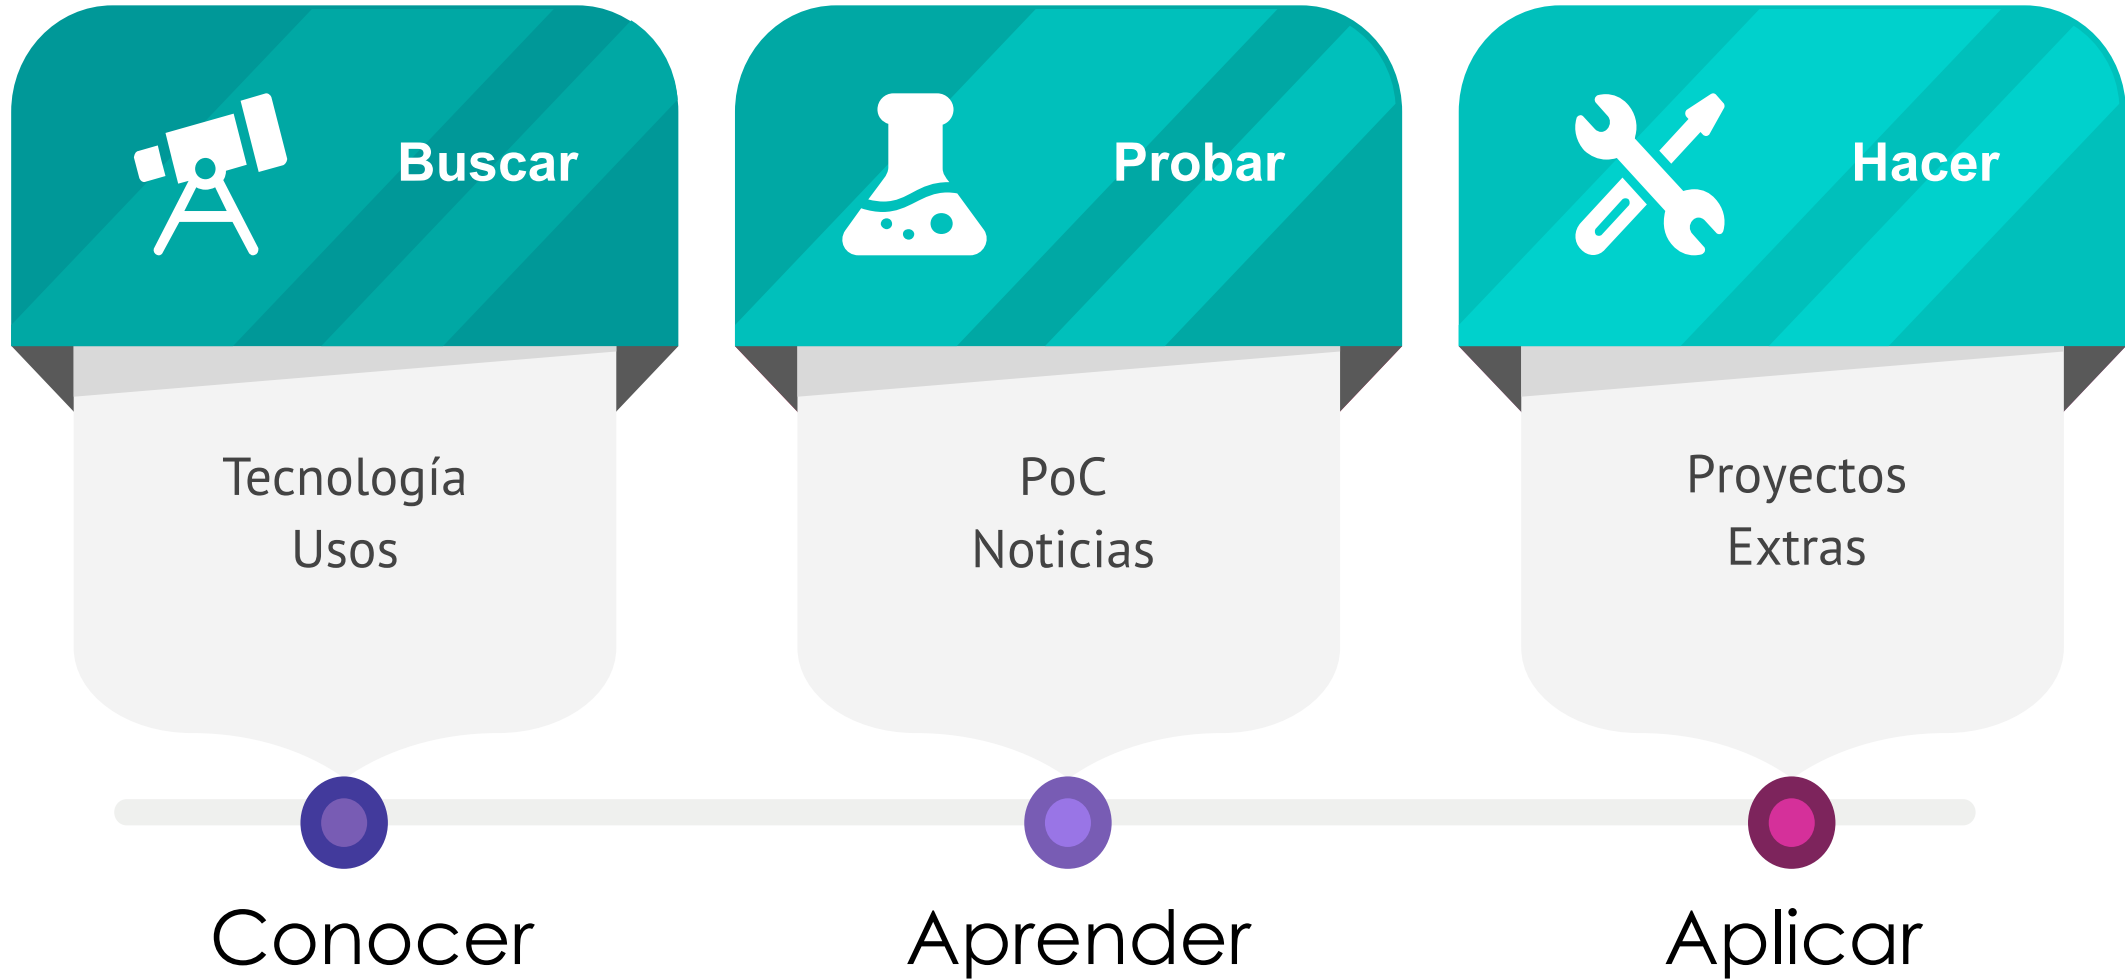 Buscar
Tecnología
Usos
Conocer
Probar
PoC
Noticias
Aprender
Hacer
Proyectos
Extras
Aplicar